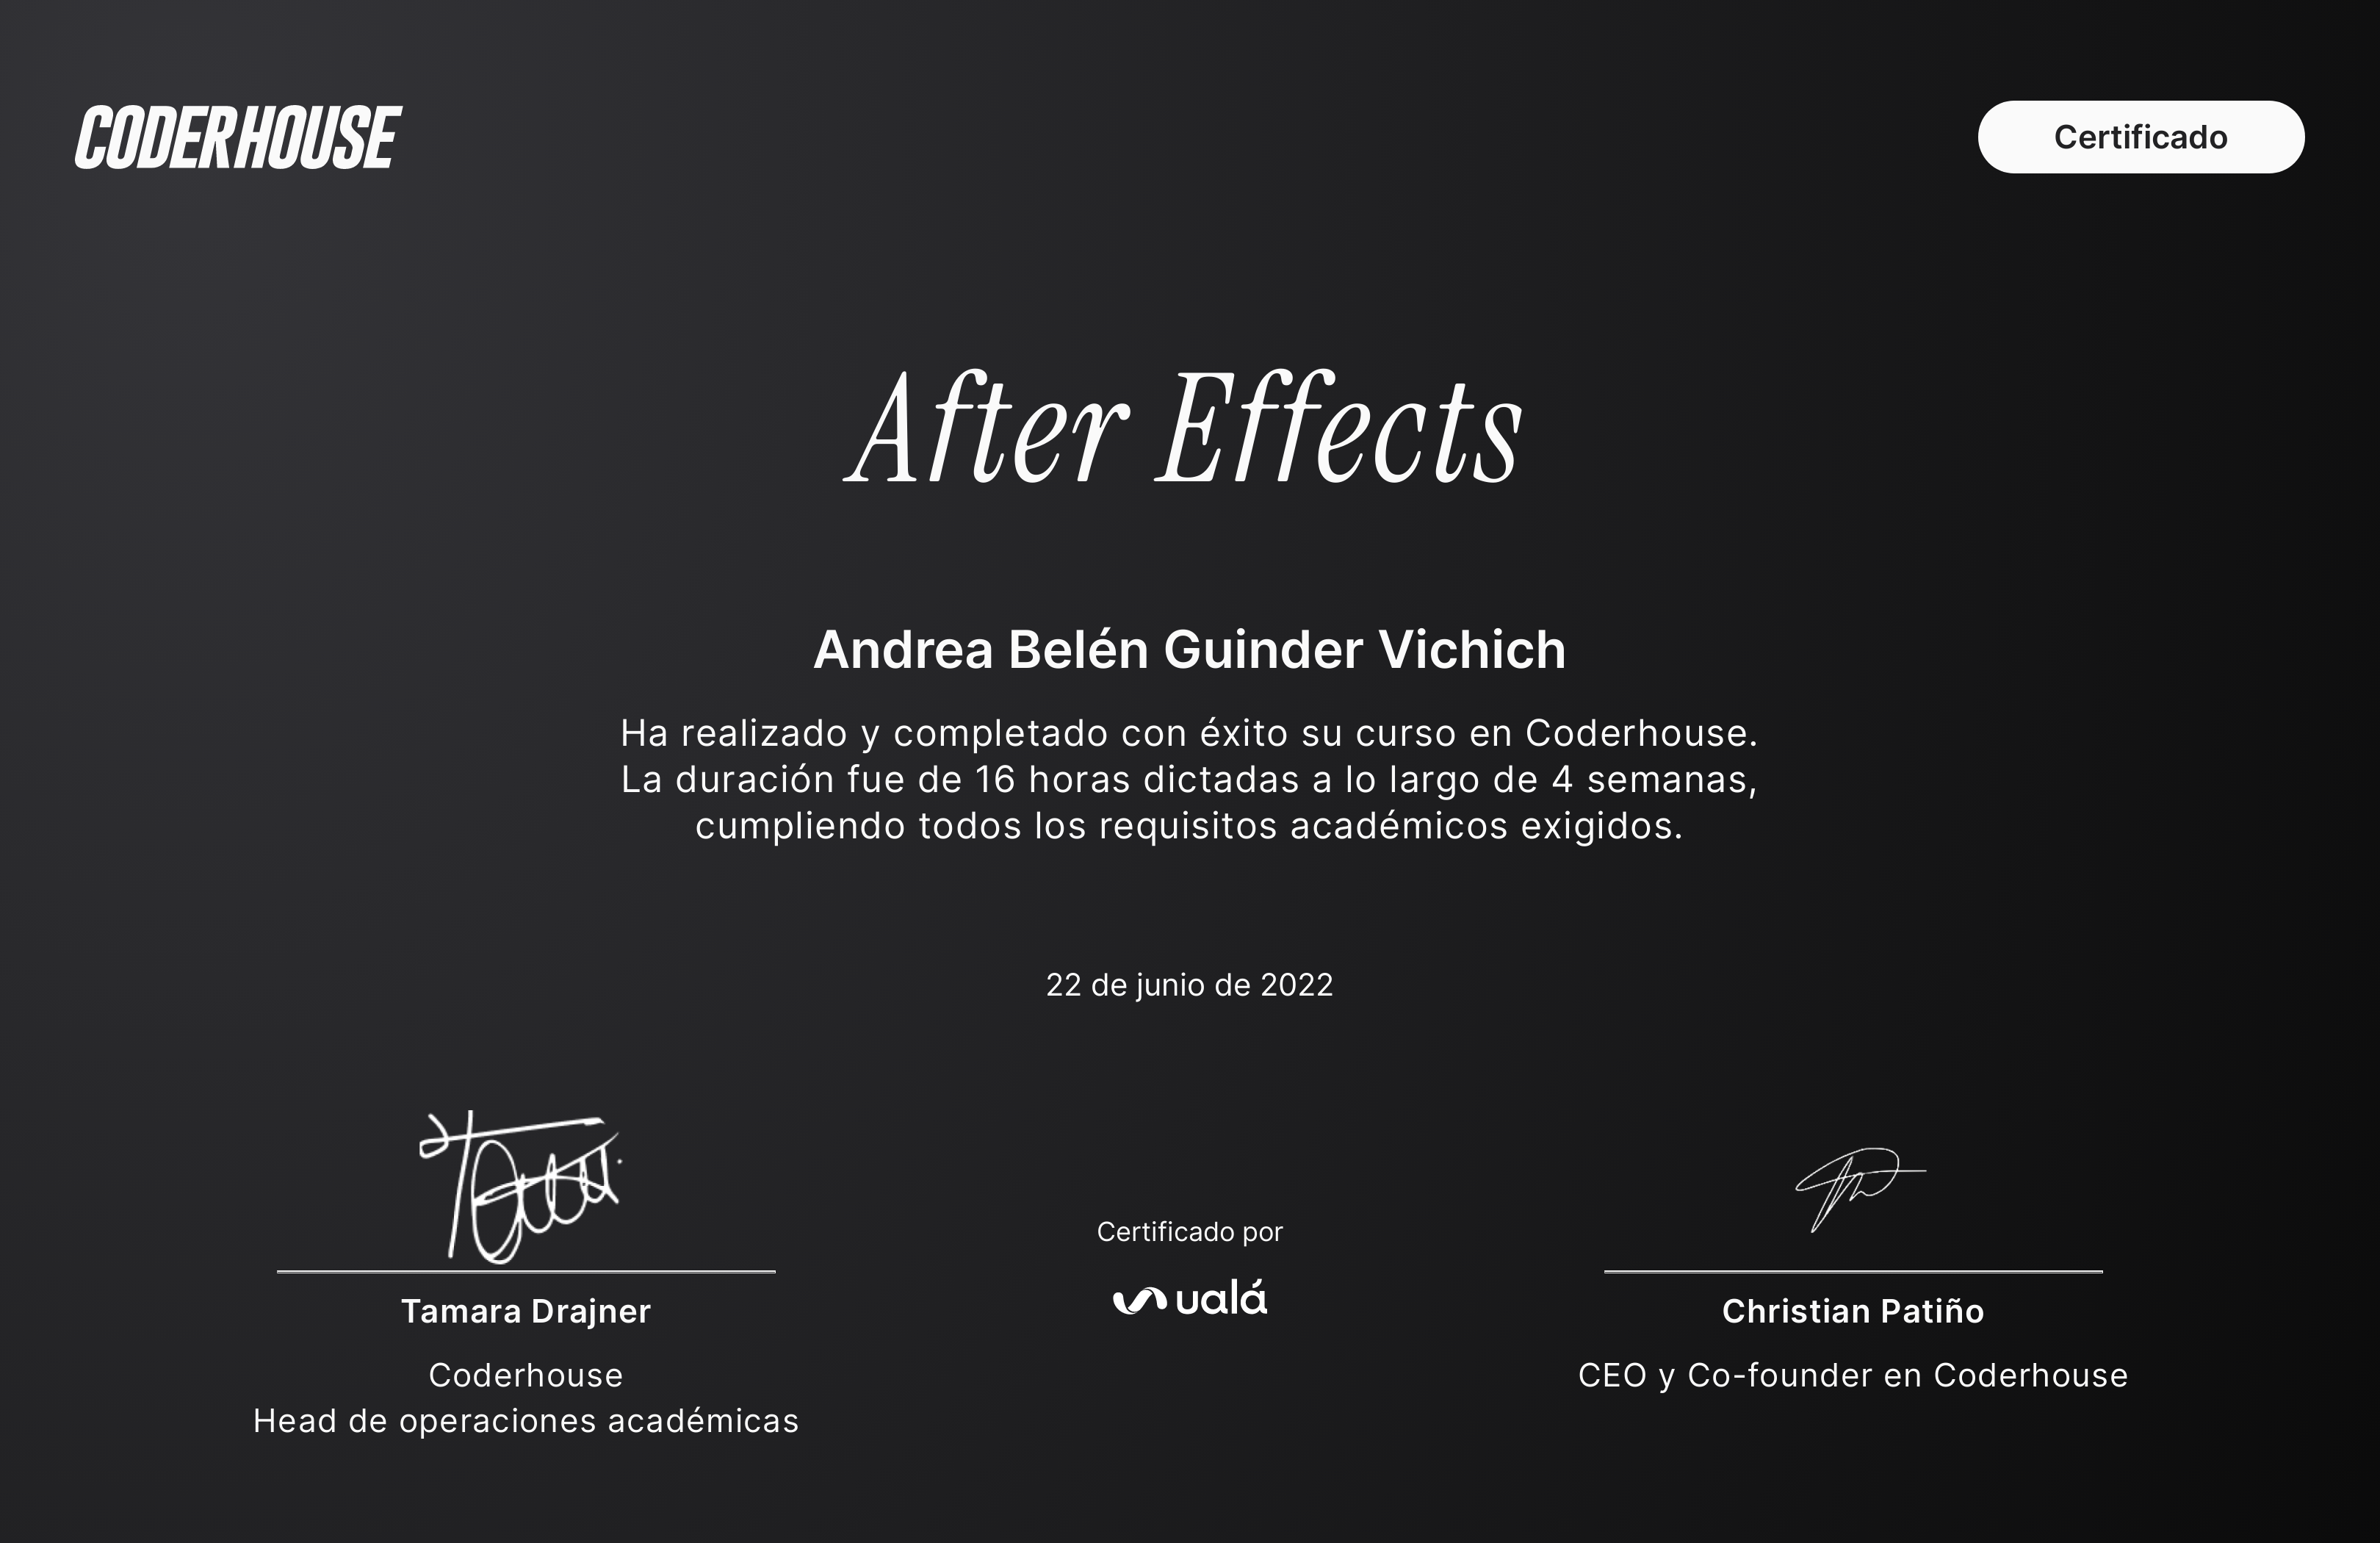 CODERHOUSE
Certificado
After Effects
Andrea Belén Guinder Vichich
Ha realizado y completado con éxito su curso en Coderhouse.
La duración fue de 16 horas dictadas a lo largo de 4 semanas,
cumpliendo todos los requisitos académicos exigidos.
22 de junio de 2022
Tamara Drajner
Coderhouse
Head de operaciones académicas
Certificado por
ualá
Christian Patiño
CEO y Co-founder en Coderhouse